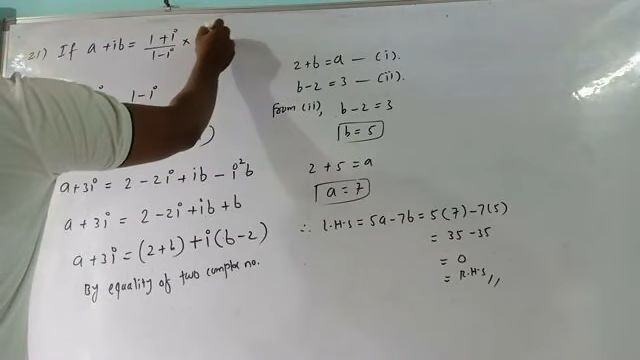 21) If a + ib = 1+i/1-i ×
1-i
a+3i = 2 - 2i + ib - i²b
a+3i = 2 - 2i + ib + b
a+3i = (2+b) + i(b-2)
By equality of two complex no.
2+b = a — (i).
b-2 = 3 — (ii).
from (ii), b-2 = 3
b = 5
2 + 5 = a
a = 7
∴ L.H.S = 5a - 7b = 5(7) - 7(5)
= 35 - 35
= 0
= R.H.S //